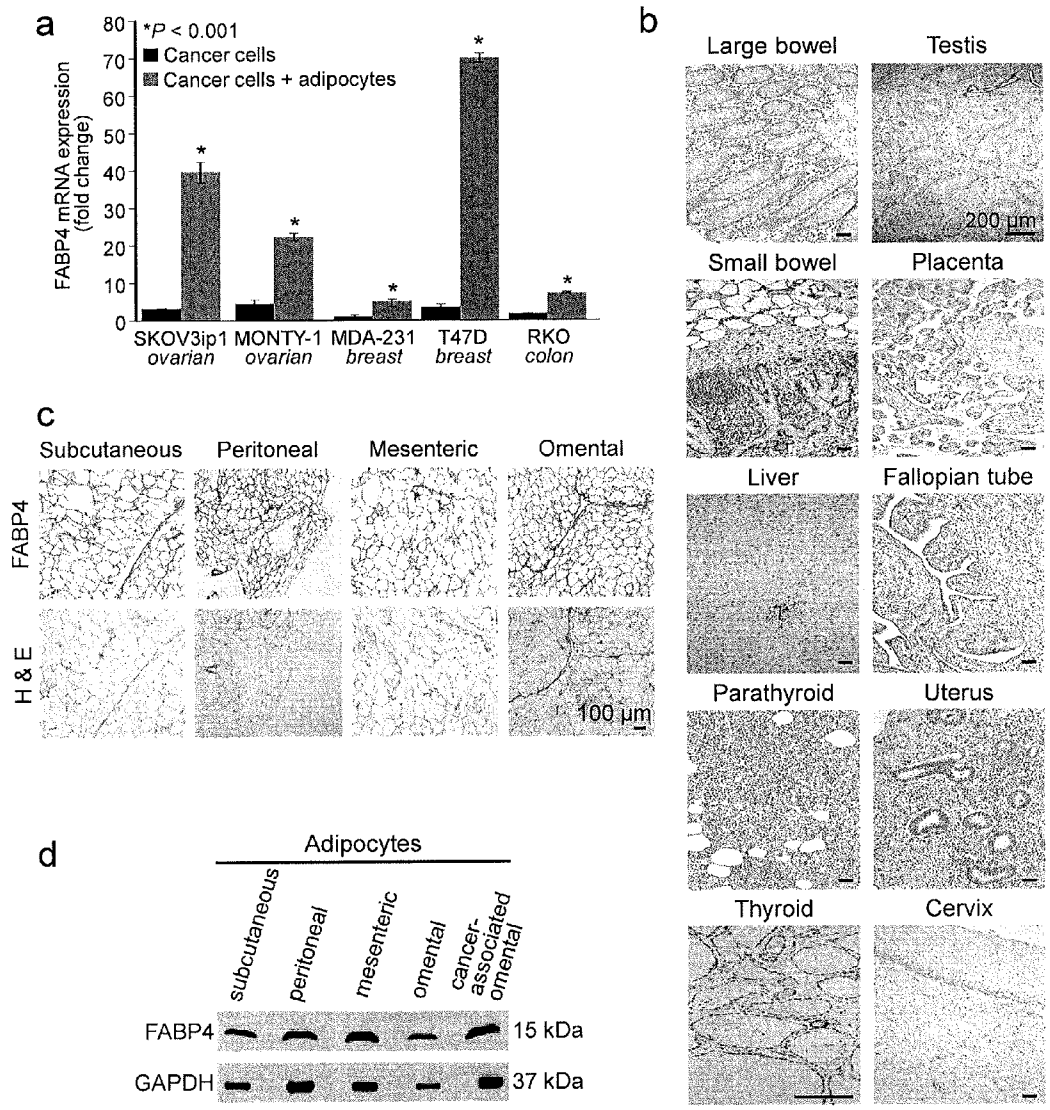 a
*P < 0.001
Cancer cells
Cancer cells + adipocytes
FABP4 mRNA expression
(fold change)
80
70
60
50
40
30
20
10
0
*
*
*
*
*
SKOV3ip1 MONTY-1 MDA-231 T47D RKO
ovarian ovarian breast breast colon
b
Large bowel Testis
200 µm
Small bowel Placenta
Liver Fallopian tube
Parathyroid Uterus
Thyroid Cervix
c
Subcutaneous Peritoneal Mesenteric Omental
FABP4
H & E
100 µm
d
Adipocytes
subcutaneous
peritoneal
mesenteric
omental
cancer-
associated
omental
FABP4 15 kDa
GAPDH 37 kDa